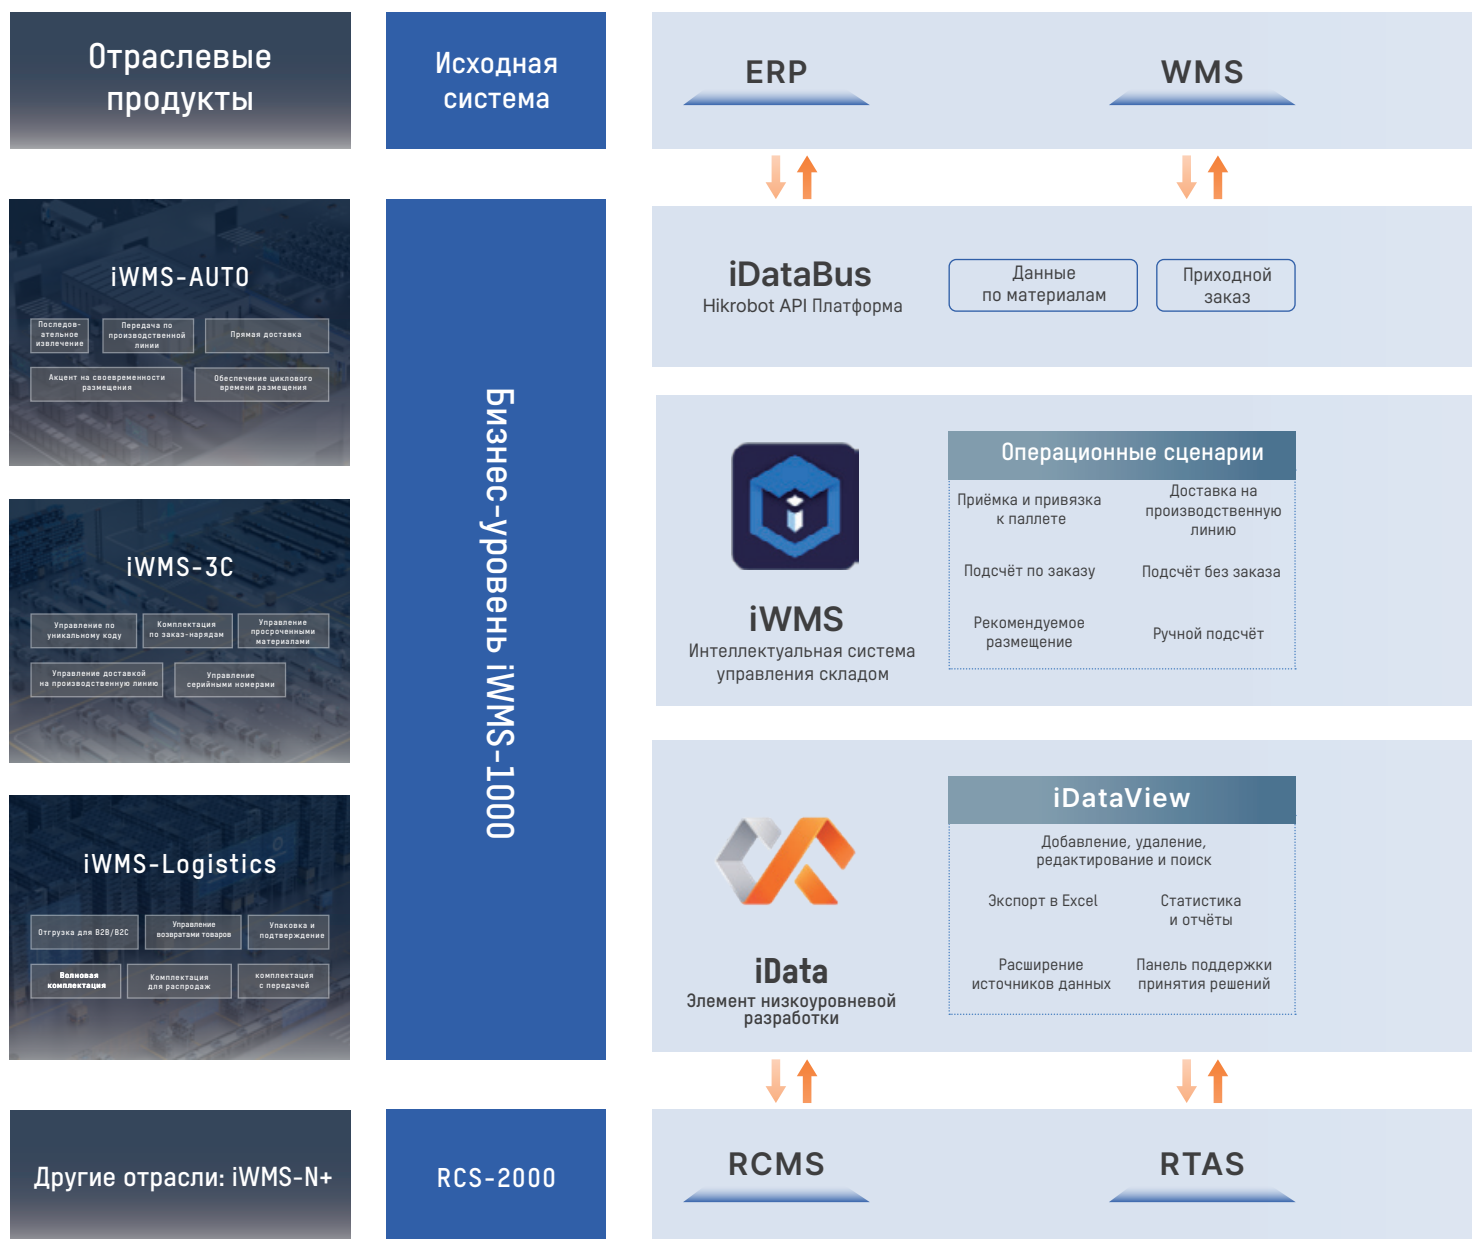 Отраслевые
продукты
Исходная
система
ERP
WMS
iWMS-AUTO
Последов-
ательное
извлечение
Передача по
производственной
линии
Прямая доставка
Акцент на своевременности
размещения
Обеспечение циклового
времени размещения
iWMS-3C
Управление по
уникальному коду
Комплектация
по заказ-нарядам
Управление
просроченными
материалами
Управление доставкой
на производственную линию
Управление
серийными номерами
iWMS-Logistics
Отгрузка для B2B/B2C
Управление
возвратами товаров
Упаковка и
подтверждение
Волновая
комплектация
Комплектация
для распродаж
комплектация
с передачей
Другие отрасли: iWMS-N+
Бизнес-уровень iWMS-1000
RCS-2000
iDataBus
Hikrobot API Платформа
Данные
по материалам
Приходной
заказ
iWMS
Интеллектуальная система
управления складом
Операционные сценарии
Приёмка и привязка
к паллете
Доставка на
производственную
линию
Подсчёт по заказу
Подсчёт без заказа
Рекомендуемое
размещение
Ручной подсчёт
iData
Элемент низкоуровневой
разработки
iDataView
Добавление, удаление,
редактирование и поиск
Экспорт в Excel
Статистика
и отчёты
Расширение
источников данных
Панель поддержки
принятия решений
RCMS
RTAS